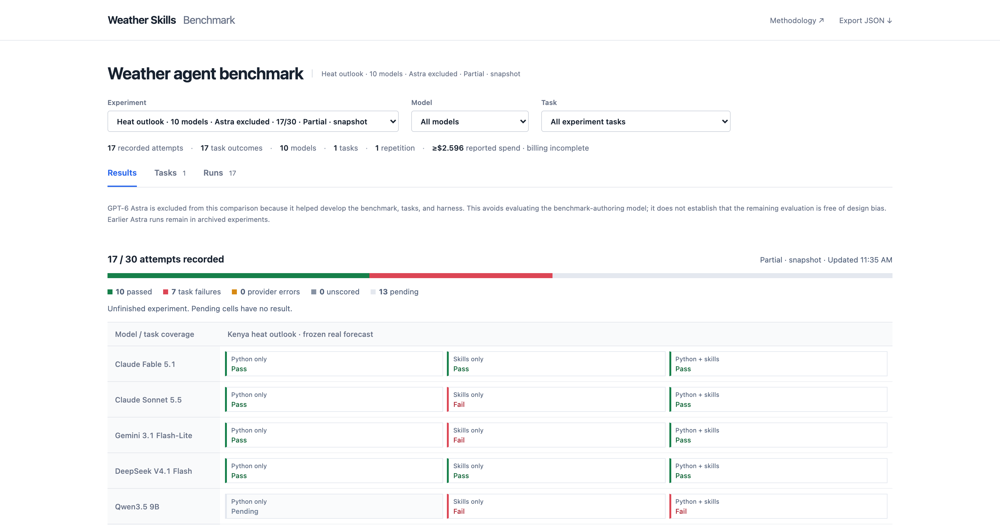 Weather Skills Benchmark
Methodology ↗ Export JSON ↓
Weather agent benchmark
Heat outlook · 10 models · Astra excluded · Partial · snapshot
Experiment Model Task
Heat outlook · 10 models · Astra excluded · 17/30 · Partial · snapshot
All models
All experiment tasks
17 recorded attempts · 17 task outcomes · 10 models · 1 tasks · 1 repetition · ≥$2.596 reported spend · billing incomplete
Results Tasks 1 Runs 17
GPT-6 Astra is excluded from this comparison because it helped develop the benchmark, tasks, and harness. This avoids evaluating the benchmark-authoring model; it does not establish that the remaining evaluation is free of design bias.
Earlier Astra runs remain in archived experiments.
17 / 30 attempts recorded
Partial · snapshot · Updated 11:35 AM
10 passed 7 task failures 0 provider errors 0 unscored 13 pending
Unfinished experiment. Pending cells have no result.
Model / task coverage Kenya heat outlook · frozen real forecast
Claude Fable 5.1
Python only Skills only Python + skills
Pass Pass Pass
Claude Sonnet 5.5
Python only Skills only Python + skills
Pass Fail Pass
Gemini 3.1 Flash-Lite
Python only Skills only Python + skills
Pass Fail Pass
DeepSeek V4.1 Flash
Python only Skills only Python + skills
Pass Pass Pass
Qwen3.5 9B
Python only Skills only Python + skills
Pending Fail Fail